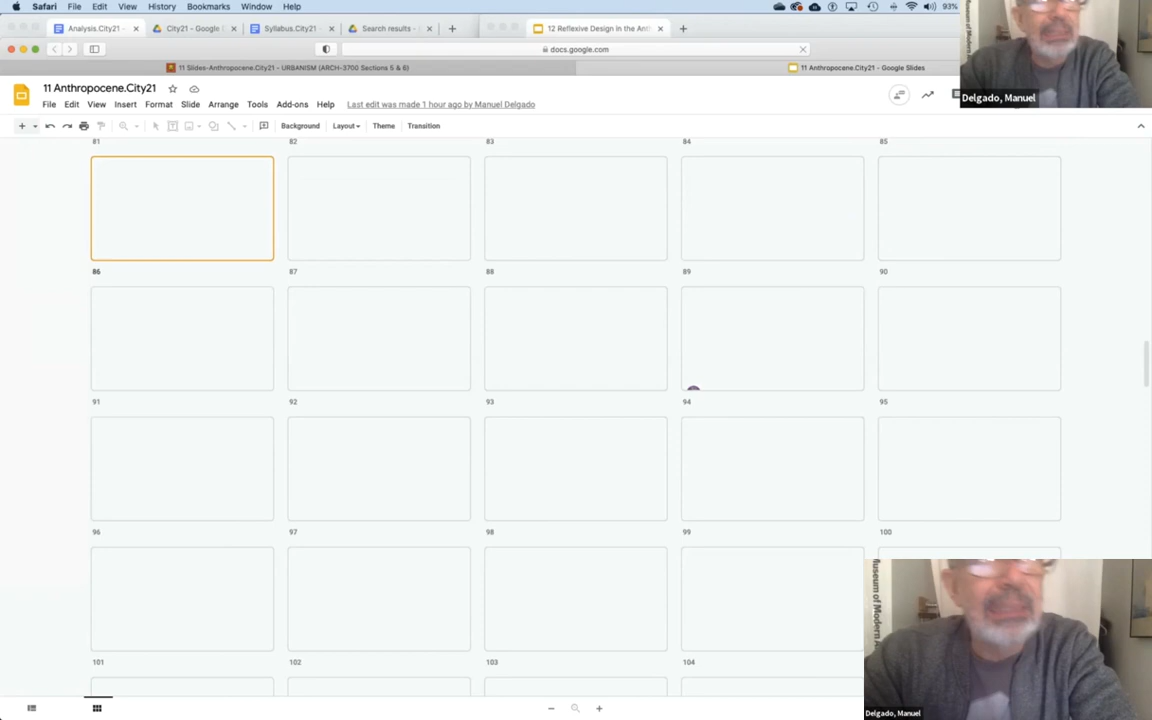 Safari File Edit View History Bookmarks Window Help 93%
Analysis.City21 - City21 - Google Syllabus.City21 - Search results - 12 Reflexive Design in the Ant
docs.google.com
11 Slides-Anthropocene.City21 - URBANISM (ARCH-3700 Sections 5 & 6) 11 Anthropocene.City21 - Google Slides
11 Anthropocene.City21
File Edit View Insert Format Slide Arrange Tools Add-ons Help Last edit was made 1 hour ago by Manuel Delgado
Background Layout Theme Transition
Delgado, Manuel
81 82 83 84 85
86 87 88 89 90
91 92 93 94 95
96 97 98 99 100
101 102 103 104
Museum of Modern A
Delgado, Manuel